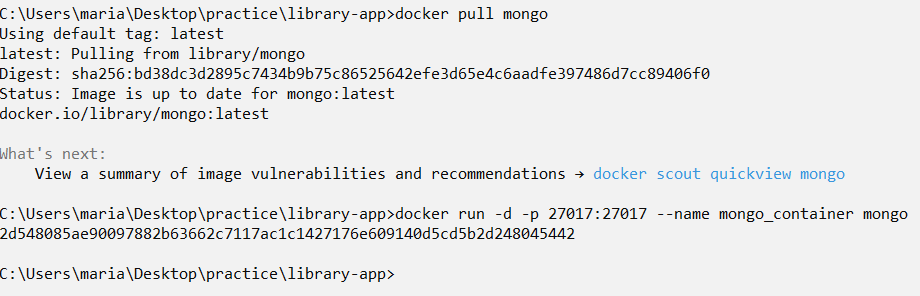 C:\Users\maria\Desktop\practice\library-app>docker pull mongo
Using default tag: latest
latest: Pulling from library/mongo
Digest: sha256:bd38dc3d2895c7434b9b75c86525642efe3d65e4c6aadfe397486d7cc89406f0
Status: Image is up to date for mongo:latest
docker.io/library/mongo:latest
What's next:
View a summary of image vulnerabilities and recommendations → docker scout quickview mongo
C:\Users\maria\Desktop\practice\library-app>docker run -d -p 27017:27017 --name mongo_container mongo
2d548085ae90097882b63662c7117ac1c1427176e609140d5cd5b2d248045442
C:\Users\maria\Desktop\practice\library-app>